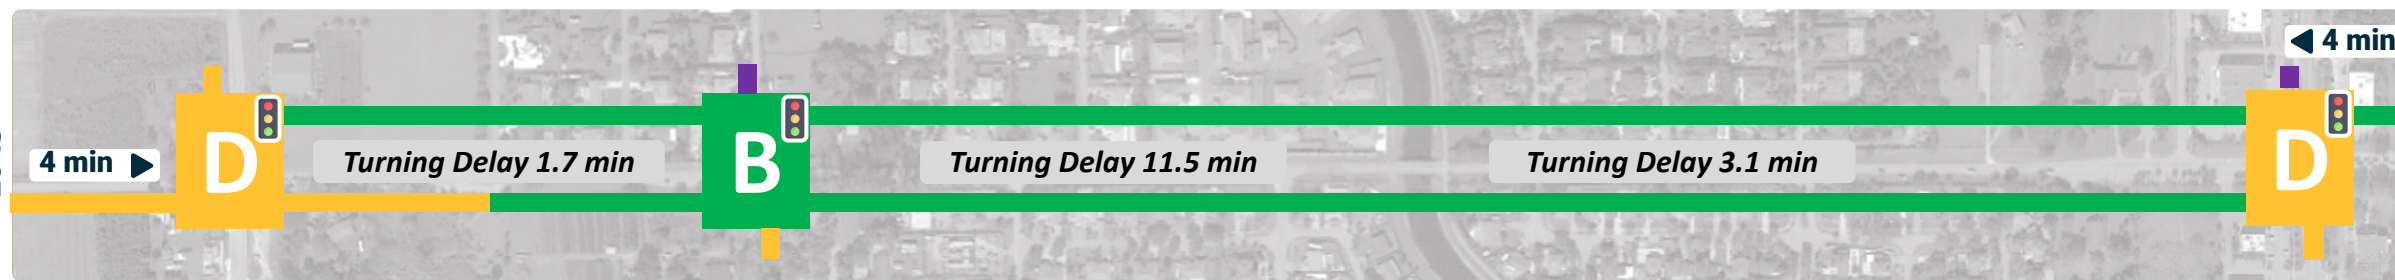 4 min
4 min
D
Turning Delay 1.7 min
B
Turning Delay 11.5 min
Turning Delay 3.1 min
D